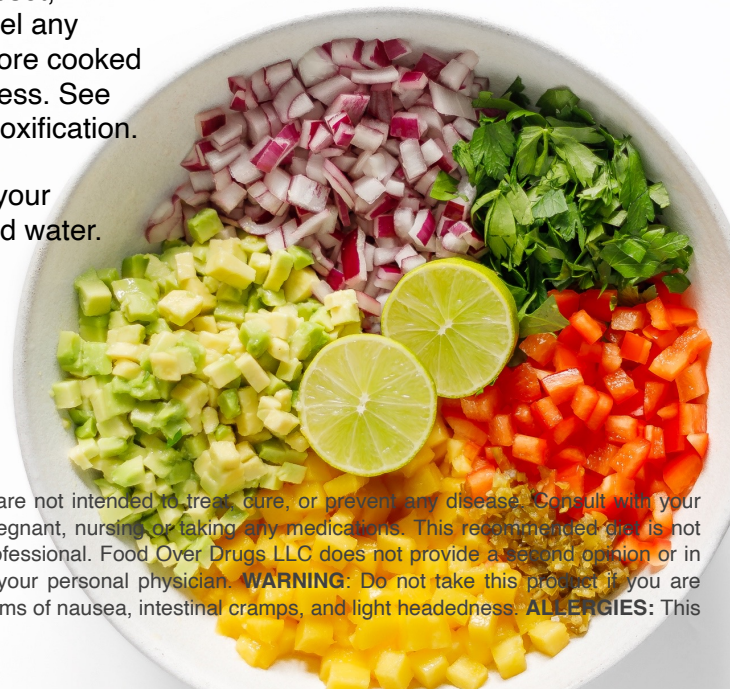 el any
ore cooked
ess. See
oxification.
your
d water.
are not intended to treat, cure, or prevent any disease. Consult with your
egnant, nursing or taking any medications. This recommended diet is not
ofessional. Food Over Drugs LLC does not provide a second opinion or in
your personal physician. WARNING: Do not take this product if you are
ms of nausea, intestinal cramps, and light headedness. ALLERGIES: This